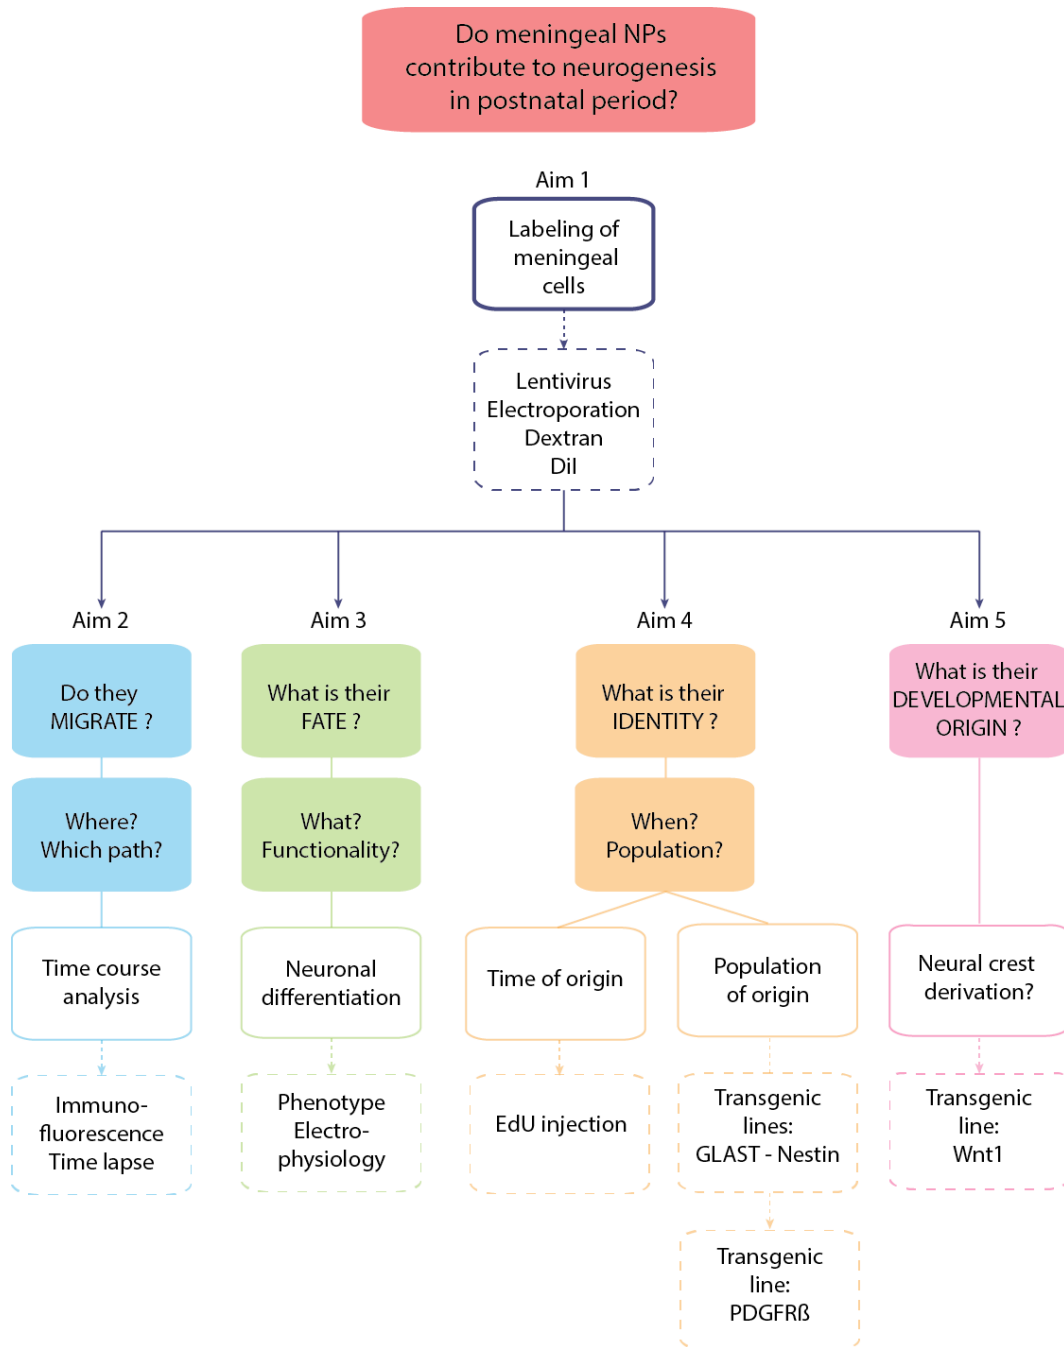 Do meningeal NPs
contribute to neurogenesis
in postnatal period?
Aim 1
Labeling of
meningeal
cells
Lentivirus
Electroporation
Dextran
DiI
Aim 2
Do they
MIGRATE ?
Where?
Which path?
Time course
analysis
Immuno-
fluorescence
Time lapse
Aim 3
What is their
FATE ?
What?
Functionality?
Neuronal
differentiation
Phenotype
Electro-
physiology
Aim 4
What is their
IDENTITY ?
When?
Population?
Time of origin
EdU injection
Population
of origin
Transgenic
lines:
GLAST - Nestin
Transgenic
line:
PDGFRß
Aim 5
What is their
DEVELOPMENTAL
ORIGIN ?
Neural crest
derivation?
Transgenic
line:
Wnt1